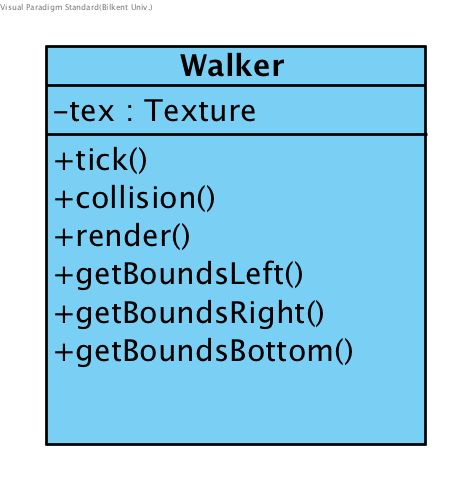 Visual Paradigm Standard(Bilkent Univ.)
Walker
-tex : Texture
+tick()
+collision()
+render()
+getBoundsLeft()
+getBoundsRight()
+getBoundsBottom()